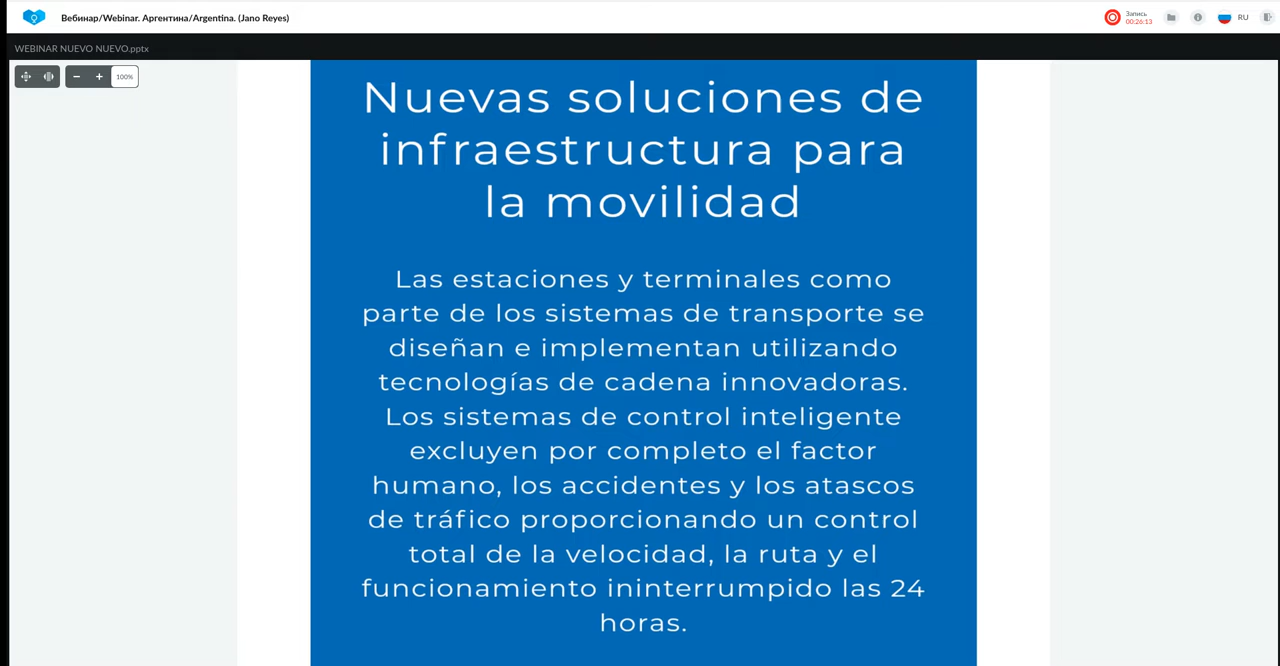 Вебинар/Webinar. Аргентина/Argentina. (Jano Reyes)
Запись
00:26:13
RU
WEBINAR NUEVO NUEVO.pptx
100%
Nuevas soluciones de
infraestructura para
la movilidad
Las estaciones y terminales como
parte de los sistemas de transporte se
diseñan e implementan utilizando
tecnologías de cadena innovadoras.
Los sistemas de control inteligente
excluyen por completo el factor
humano, los accidentes y los atascos
de tráfico proporcionando un control
total de la velocidad, la ruta y el
funcionamiento ininterrumpido las 24
horas.